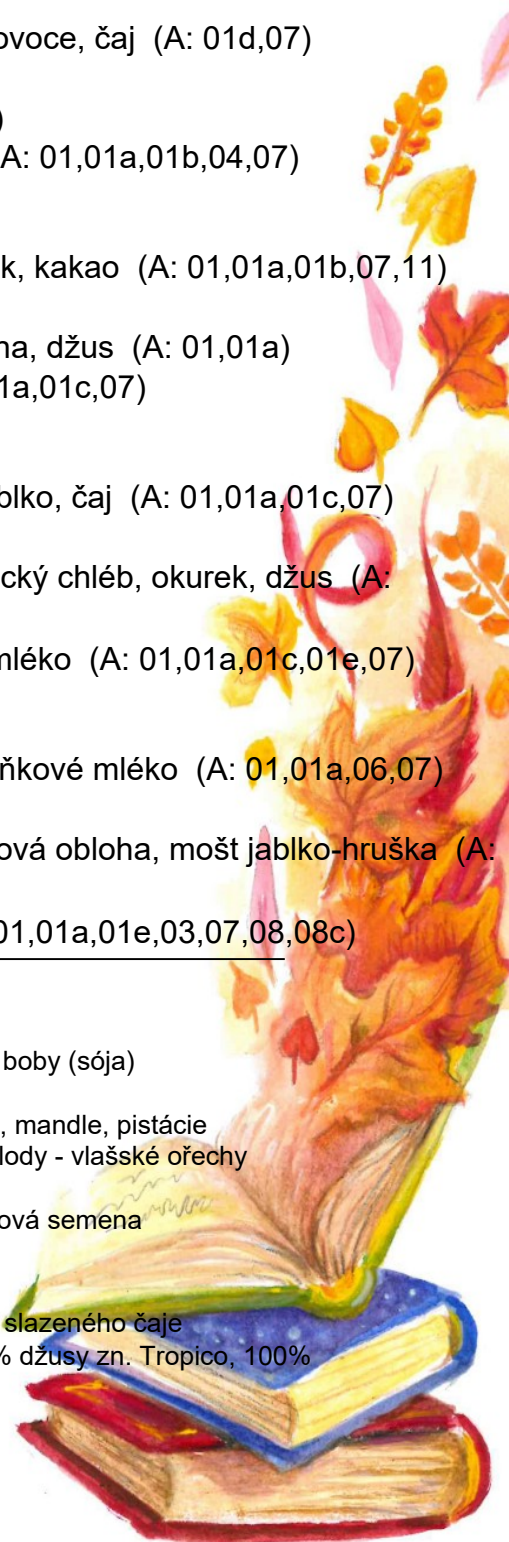 ovoce, čaj (A: 01d,07)
)
A: 01,01a,01b,04,07)
k, kakao (A: 01,01a,01b,07,11)
na, džus (A: 01,01a)
1a,01c,07)
blko, čaj (A: 01,01a,01c,07)
cký chléb, okurek, džus (A:
mléko (A: 01,01a,01c,01e,07)
ňkové mléko (A: 01,01a,06,07)
ová obloha, mošt jablko-hruška (A:
01,01a,01e,03,07,08,08c)
boby (sója)
, mandle, pistácie
lody - vlašské ořechy
ová semena
slazeného čaje
% džusy zn. Tropico, 100%